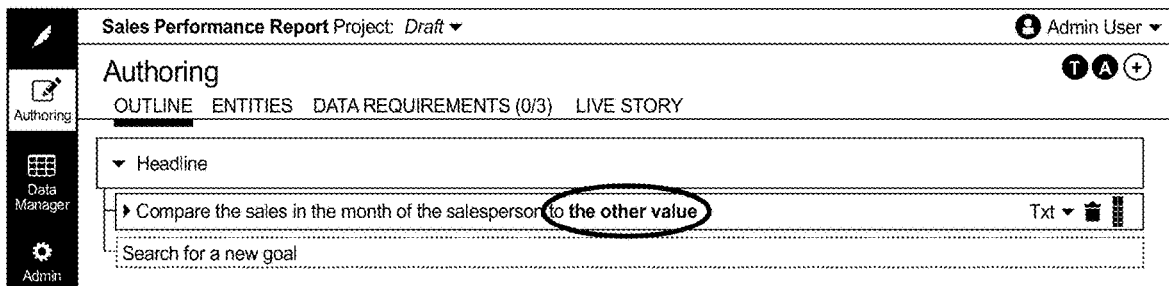 Sales Performance Report Project: Draft
Admin User
Authoring
T A +
OUTLINE ENTITIES DATA REQUIREMENTS (0/3) LIVE STORY
Authoring
Data
Manager
Admin
Headline
Compare the sales in the month of the salesperson to the other value
Txt
Search for a new goal